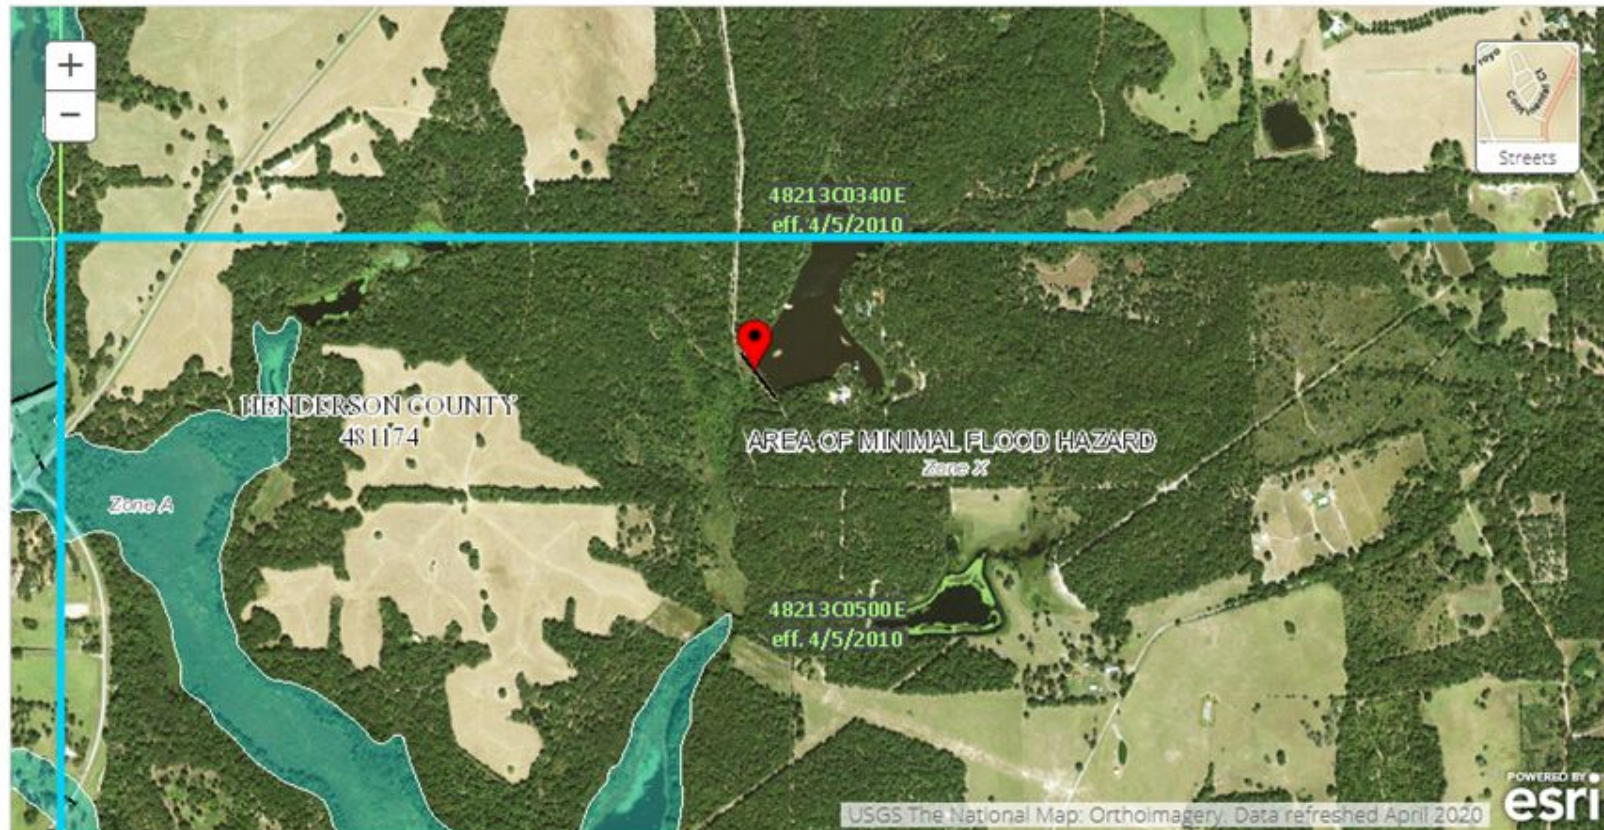 +
−
Streets
48213C0340E
eff. 4/5/2010
HENDERSON COUNTY
481174
AREA OF MINIMAL FLOOD HAZARD
Zone X
Zone A
48213C0500E
eff. 4/5/2010
POWERED BY
esri
USGS The National Map: Orthoimagery. Data refreshed April 2020